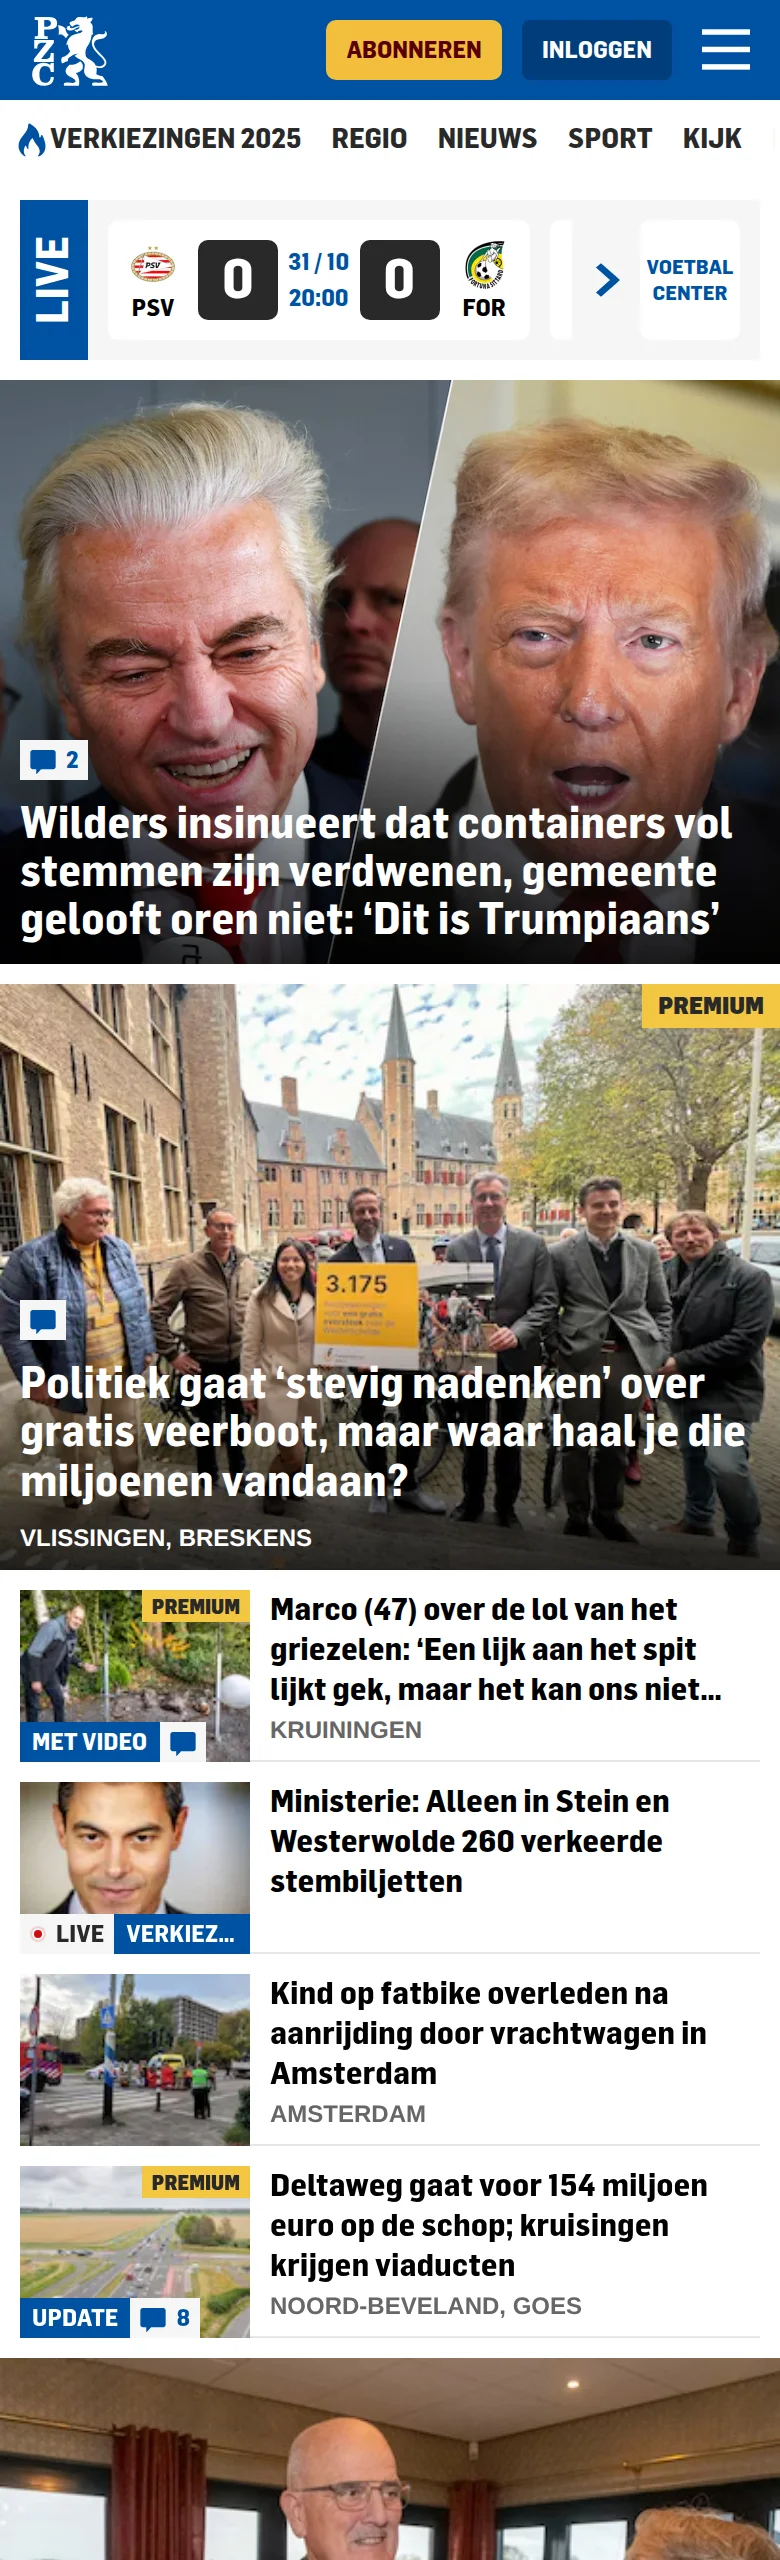 PZC
ABONNEREN
INLOGGEN
VERKIEZINGEN 2025 REGIO NIEUWS SPORT KIJK
LIVE
PSV
PSV
0
31 / 10
20:00
0
FORTUNA SITTARD
FOR
VOETBAL
CENTER
2
Wilders insinueert dat containers vol
stemmen zijn verdwenen, gemeente
gelooft oren niet: ‘Dit is Trumpiaans’
PREMIUM
3.175
Politiek gaat ‘stevig nadenken’ over
gratis veerboot, maar waar haal je die
miljoenen vandaan?
VLISSINGEN, BRESKENS
PREMIUM
MET VIDEO
Marco (47) over de lol van het
griezelen: ‘Een lijk aan het spit
lijkt gek, maar het kan ons niet...
KRUININGEN
LIVE
VERKIEZ...
Ministerie: Alleen in Stein en
Westerwolde 260 verkeerde
stembiljetten
Kind op fatbike overleden na
aanrijding door vrachtwagen in
Amsterdam
AMSTERDAM
PREMIUM
UPDATE
8
Deltaweg gaat voor 154 miljoen
euro op de schop; kruisingen
krijgen viaducten
NOORD-BEVELAND, GOES